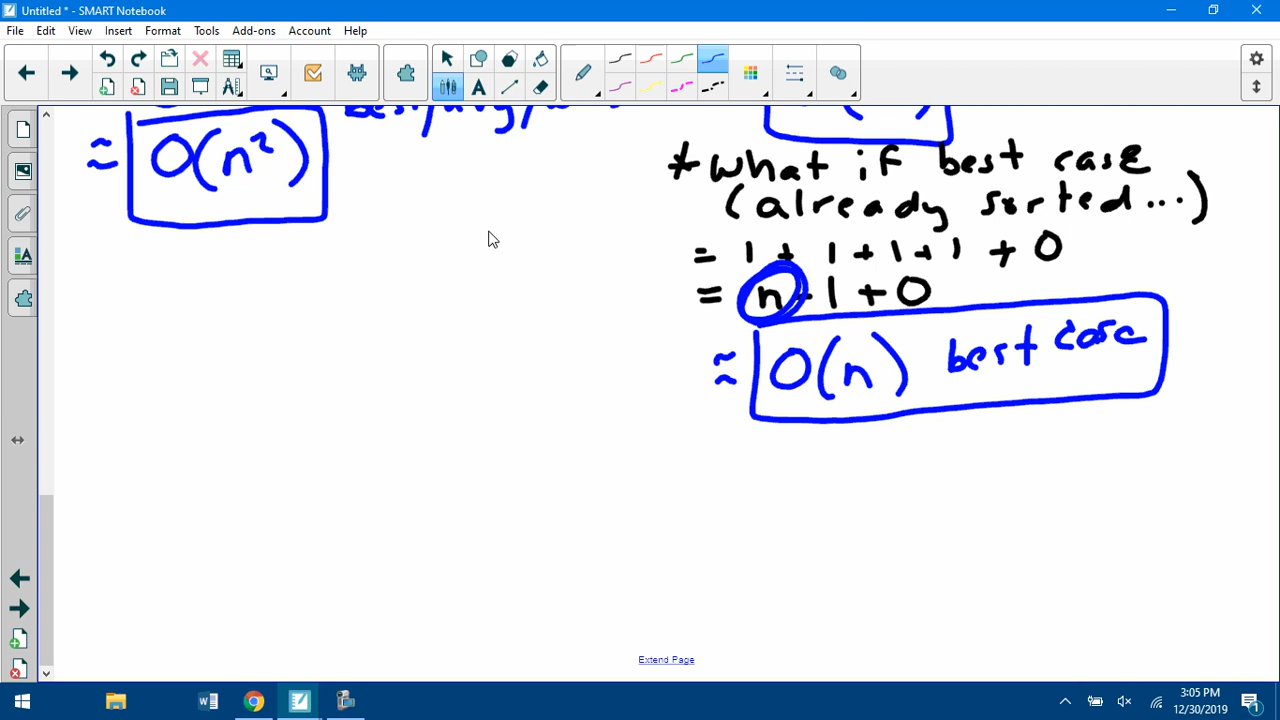 Untitled * - SMART Notebook
File Edit View Insert Format Tools Add-ons Account Help
≈ O(n²)
*What if best case
(already sorted...)
= 1 + 1 + 1 + 1 + 0
= n - 1 + 0
≈ O(n) best case
Extend Page
3:05 PM
12/30/2019